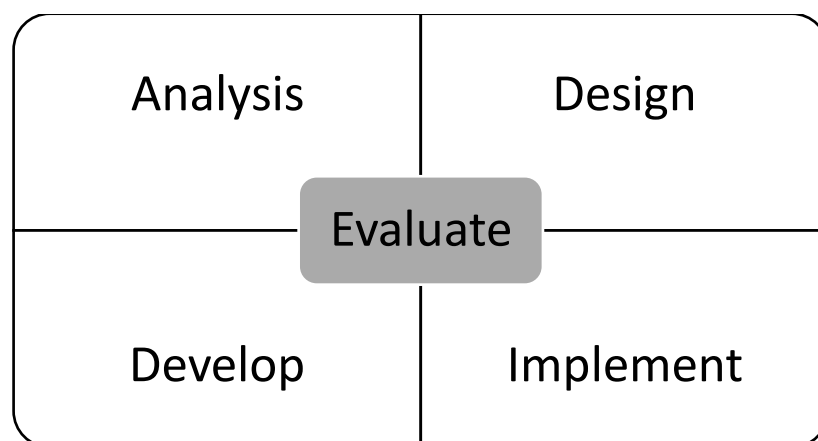 Analysis
Design
Evaluate
Develop
Implement